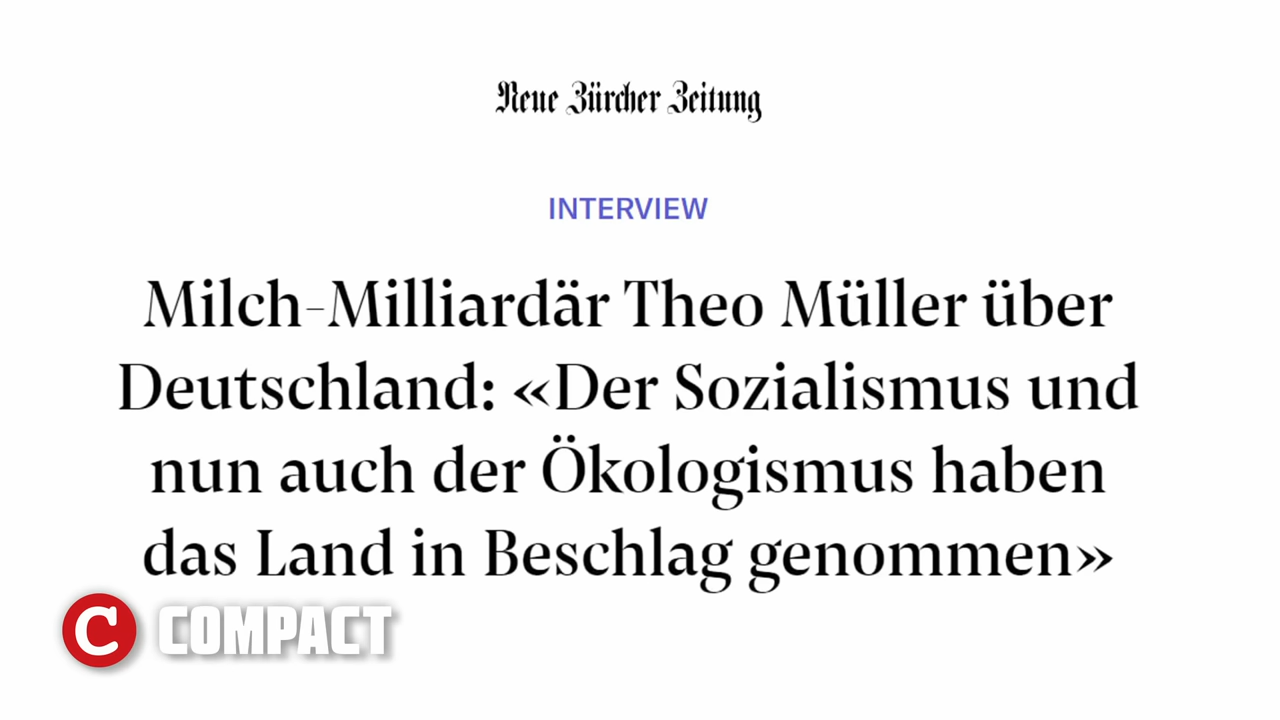 Neue Zürcher Zeitung
INTERVIEW
Milch-Milliardär Theo Müller über
Deutschland: «Der Sozialismus und
nun auch der Ökologismus haben
das Land in Beschlag genommen»
C COMPACT